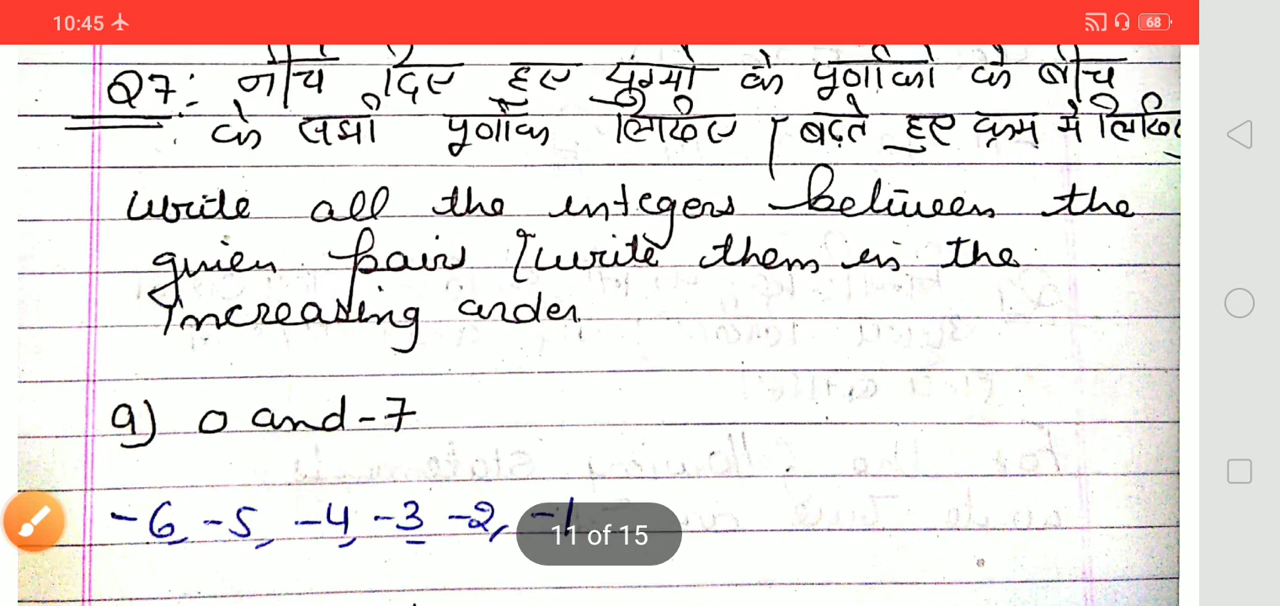 10:45
68
Q7: नीचे दिए हुए युग्मों के पूर्णांकों के बीच
के सभी पूर्णांक लिखिए [बढ़ते हुए क्रम में
write all the integers between the
given pairs [write them in the
increasing order
a) 0 and -7
-6, -5, -4, -3 -2, -1
11 of 15